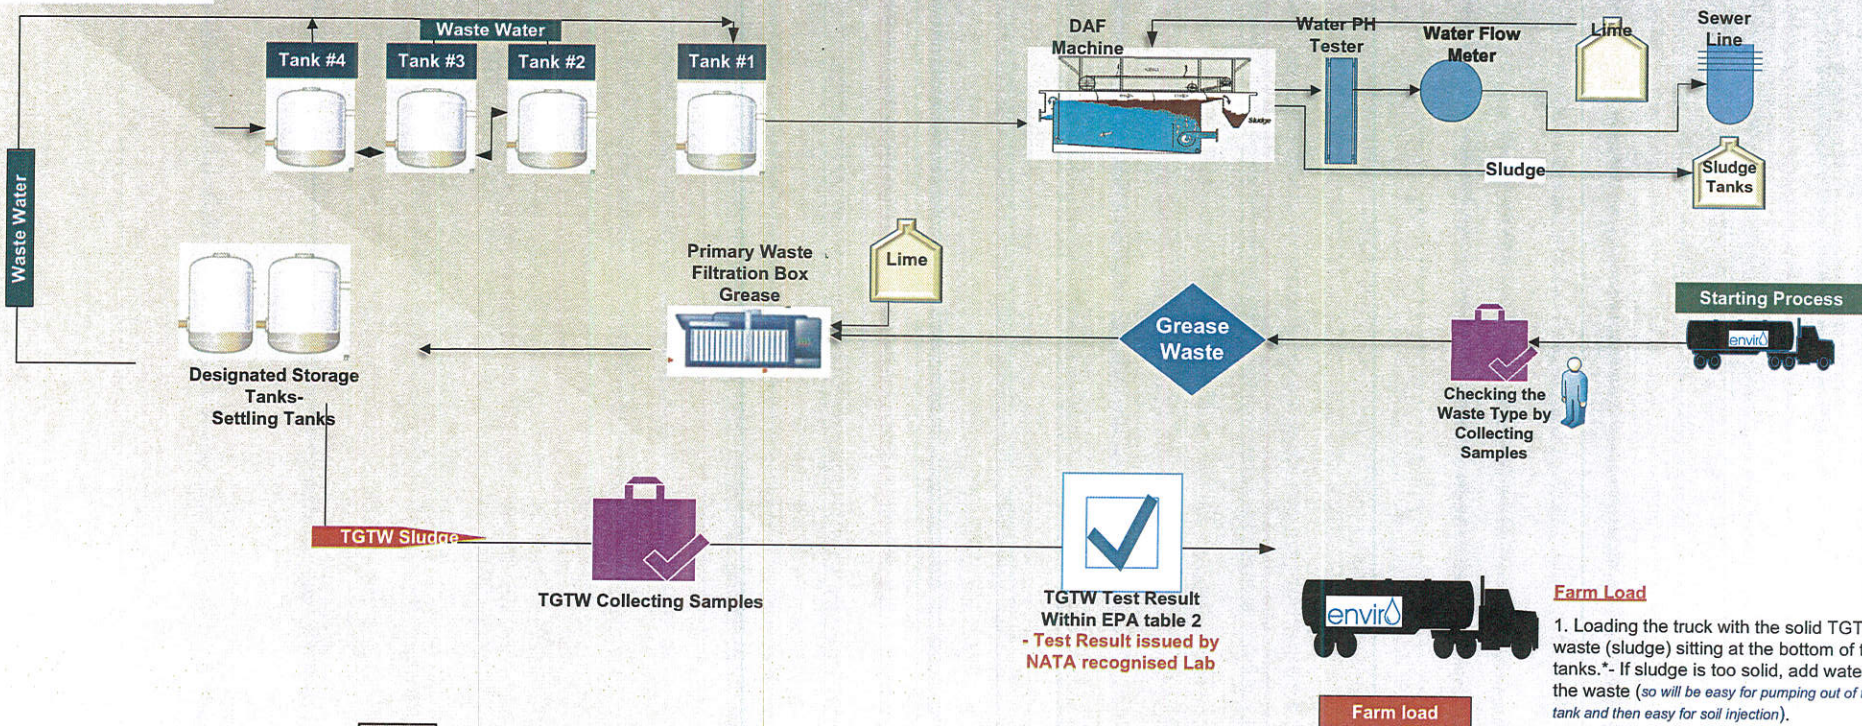 Waste Water
Tank #4
Tank #3
Tank #2
Tank #1
DAF
Machine
Sludge
Water PH
Tester
Water Flow
Meter
Lime
Sewer
Line
Sludge
Sludge
Tanks
Waste Water
Designated Storage
Tanks-
Settling Tanks
Primary Waste
Filtration Box
Grease
Lime
Grease
Waste
Checking the
Waste Type by
Collecting
Samples
Starting Process
enviro
TGTW Sludge
TGTW Collecting Samples
TGTW Test Result
Within EPA table 2
- Test Result issued by
NATA recognised Lab
enviro
Farm load
Farm Load
1. Loading the truck with the solid TGT
waste (sludge) sitting at the bottom of
tanks.*- If sludge is too solid, add wate
the waste (so will be easy for pumping out of
tank and then easy for soil injection).